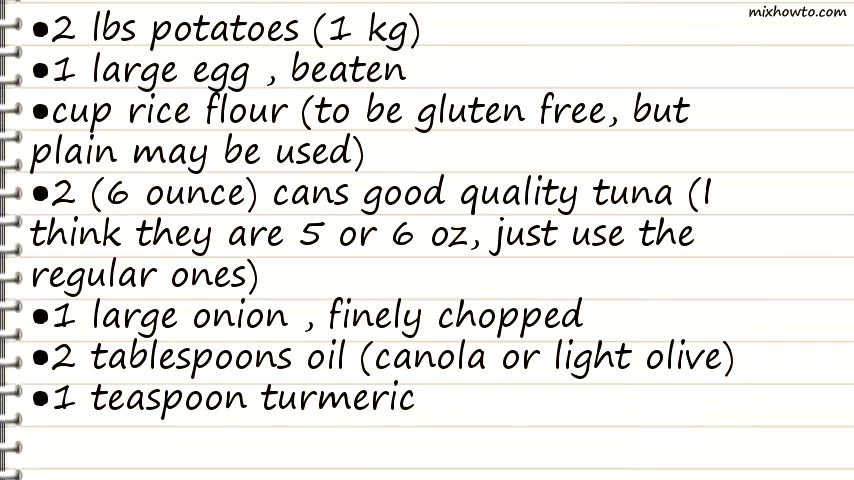 mixhowto.com
•2 lbs potatoes (1 kg)
•1 large egg , beaten
•cup rice flour (to be gluten free, but
plain may be used)
•2 (6 ounce) cans good quality tuna (I
think they are 5 or 6 oz, just use the
regular ones)
•1 large onion , finely chopped
•2 tablespoons oil (canola or light olive)
•1 teaspoon turmeric